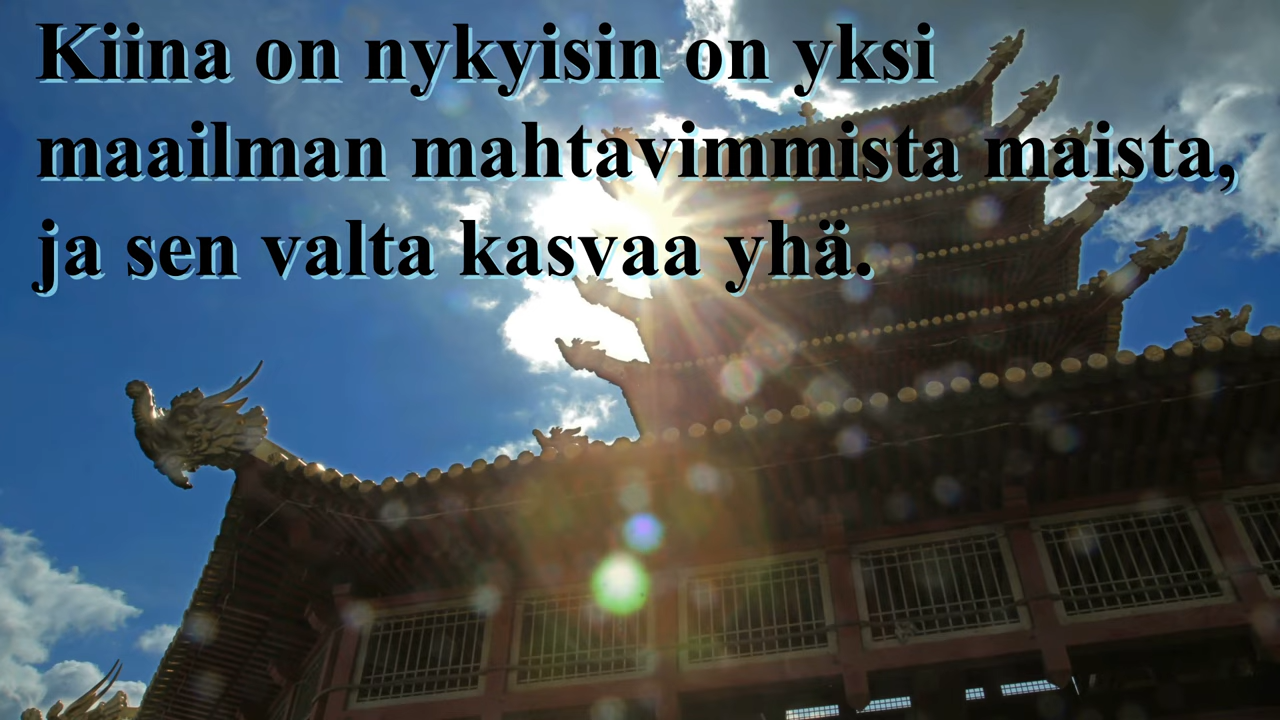 Kiina on nykyisin on yksi
maailman mahtavimmista maista,
ja sen valta kasvaa yhä.